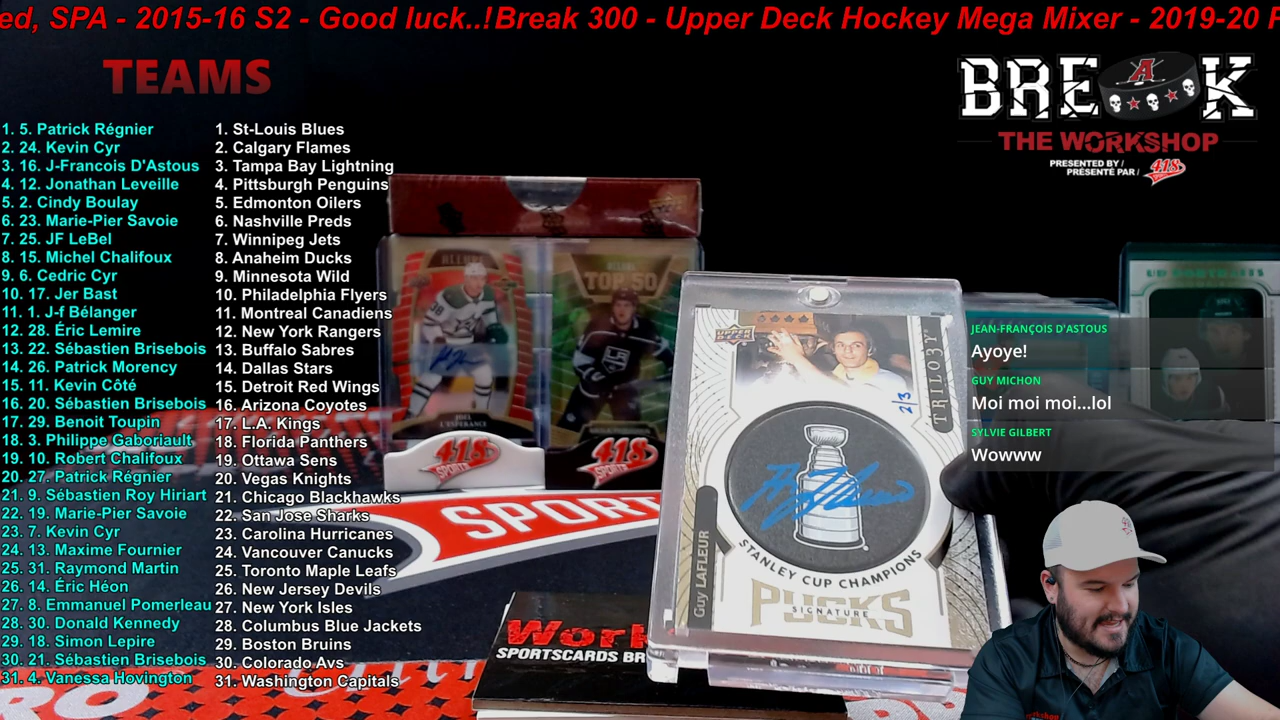 ed, SPA - 2015-16 S2 - Good luck..!Break 300 - Upper Deck Hockey Mega Mixer - 2019-20
TEAMS
1. 5. Patrick Régnier
2. 24. Kevin Cyr
3. 16. J-Francois D'Astous
4. 12. Jonathan Leveille
5. 2. Cindy Boulay
6. 23. Marie-Pier Savoie
7. 25. JF LeBel
8. 15. Michel Chalifoux
9. 6. Cedric Cyr
10. 17. Jer Bast
11. 1. J-f Bélanger
12. 28. Éric Lemire
13. 22. Sébastien Brisebois
14. 26. Patrick Morency
15. 11. Kevin Côté
16. 20. Sébastien Brisebois
17. 29. Benoit Toupin
18. 3. Philippe Gaboriault
19. 10. Robert Chalifoux
20. 27. Patrick Régnier
21. 9. Sébastien Roy Hiriart
22. 19. Marie-Pier Savoie
23. 7. Kevin Cyr
24. 13. Maxime Fournier
25. 31. Raymond Martin
26. 14. Éric Héon
27. 8. Emmanuel Pomerleau
28. 30. Donald Kennedy
29. 18. Simon Lepire
30. 21. Sébastien Brisebois
31. 4. Vanessa Hovington
1. St-Louis Blues
2. Calgary Flames
3. Tampa Bay Lightning
4. Pittsburgh Penguins
5. Edmonton Oilers
6. Nashville Preds
7. Winnipeg Jets
8. Anaheim Ducks
9. Minnesota Wild
10. Philadelphia Flyers
11. Montreal Canadiens
12. New York Rangers
13. Buffalo Sabres
14. Dallas Stars
15. Detroit Red Wings
16. Arizona Coyotes
17. L.A. Kings
18. Florida Panthers
19. Ottawa Sens
20. Vegas Knights
21. Chicago Blackhawks
22. San Jose Sharks
23. Carolina Hurricanes
24. Vancouver Canucks
25. Toronto Maple Leafs
26. New Jersey Devils
27. New York Isles
28. Columbus Blue Jackets
29. Boston Bruins
30. Colorado Avs
31. Washington Capitals
BREAK
THE WORKSHOP
PRESENTED BY /
PRÉSENTÉ PAR /
418
ALLURE
38
TOP 50
418
SPORTS
418
SPORT
Work
SPORTSCARDS BR
UPPER DECK
TRILOGY
2/3
GUY LAFLEUR
STANLEY CUP CHAMPIONS
PUCKS
SIGNATURE
UD PORTRAITS
JEAN-FRANÇOIS D'ASTOUS
Ayoye!
GUY MICHON
Moi moi moi...lol
SYLVIE GILBERT
Wowww